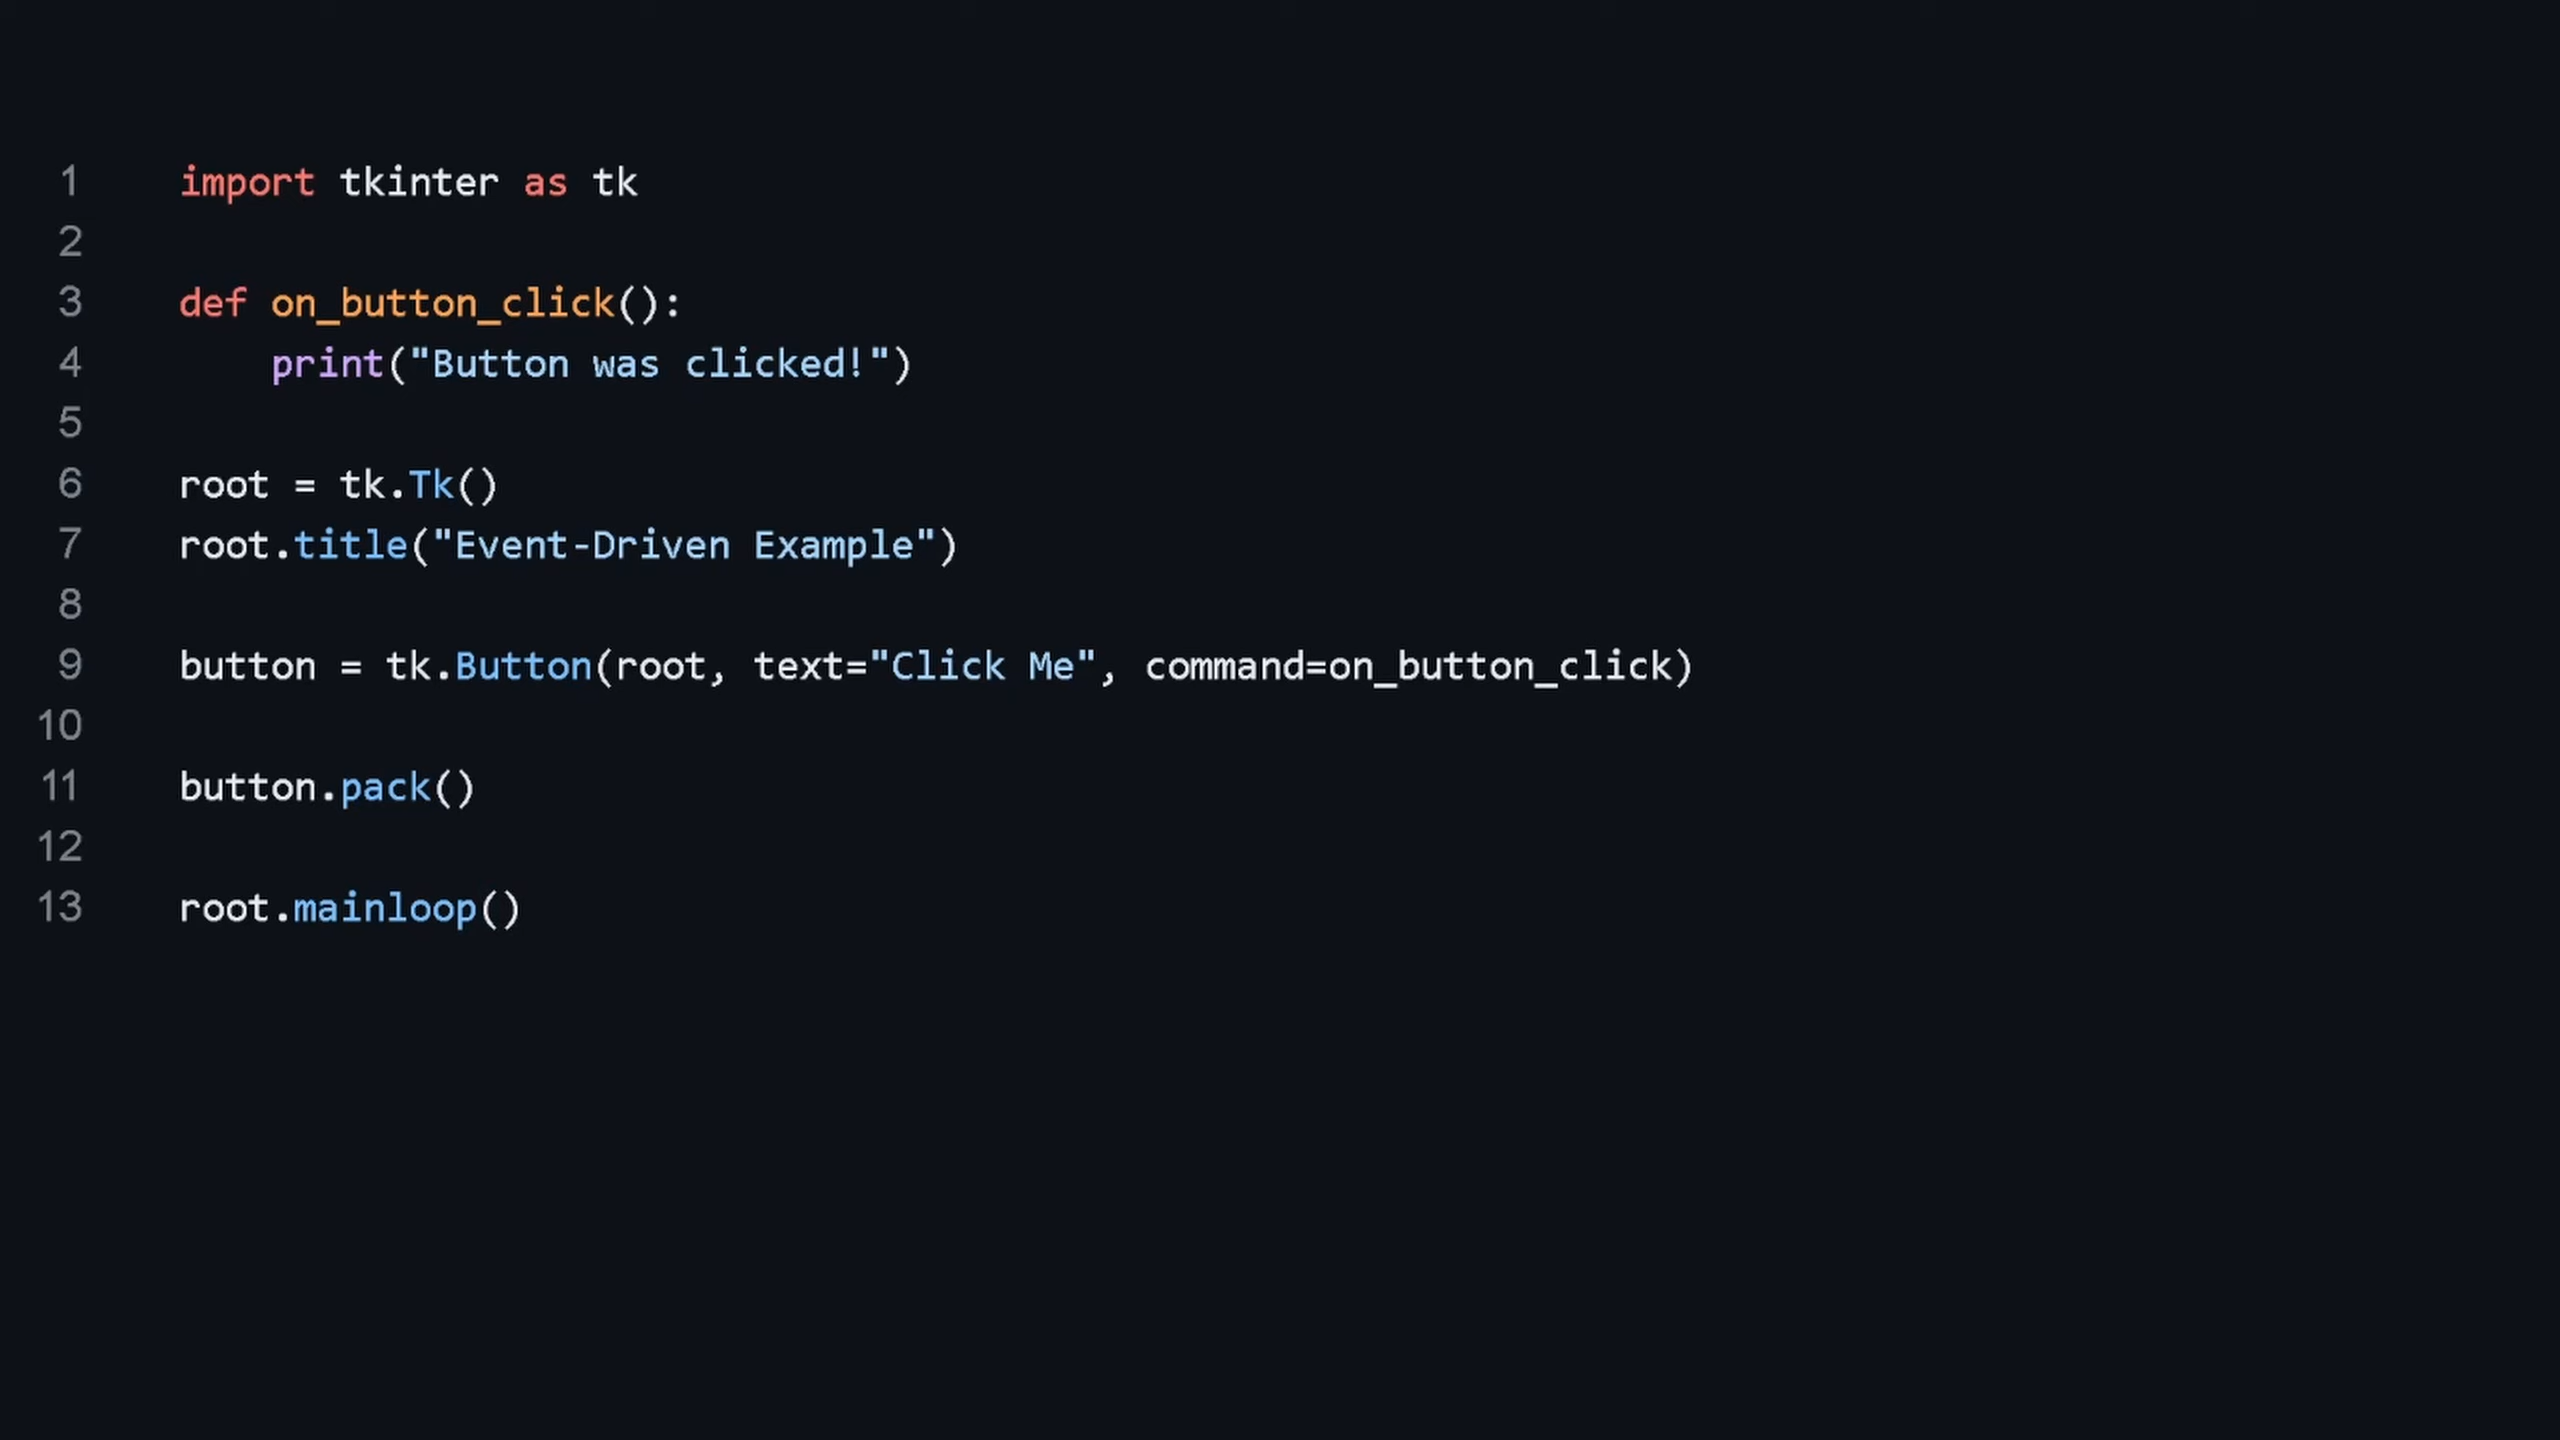 1 import tkinter as tk
2
3 def on_button_click():
4     print("Button was clicked!")
5
6 root = tk.Tk()
7 root.title("Event-Driven Example")
8
9 button = tk.Button(root, text="Click Me", command=on_button_click)
10
11 button.pack()
12
13 root.mainloop()